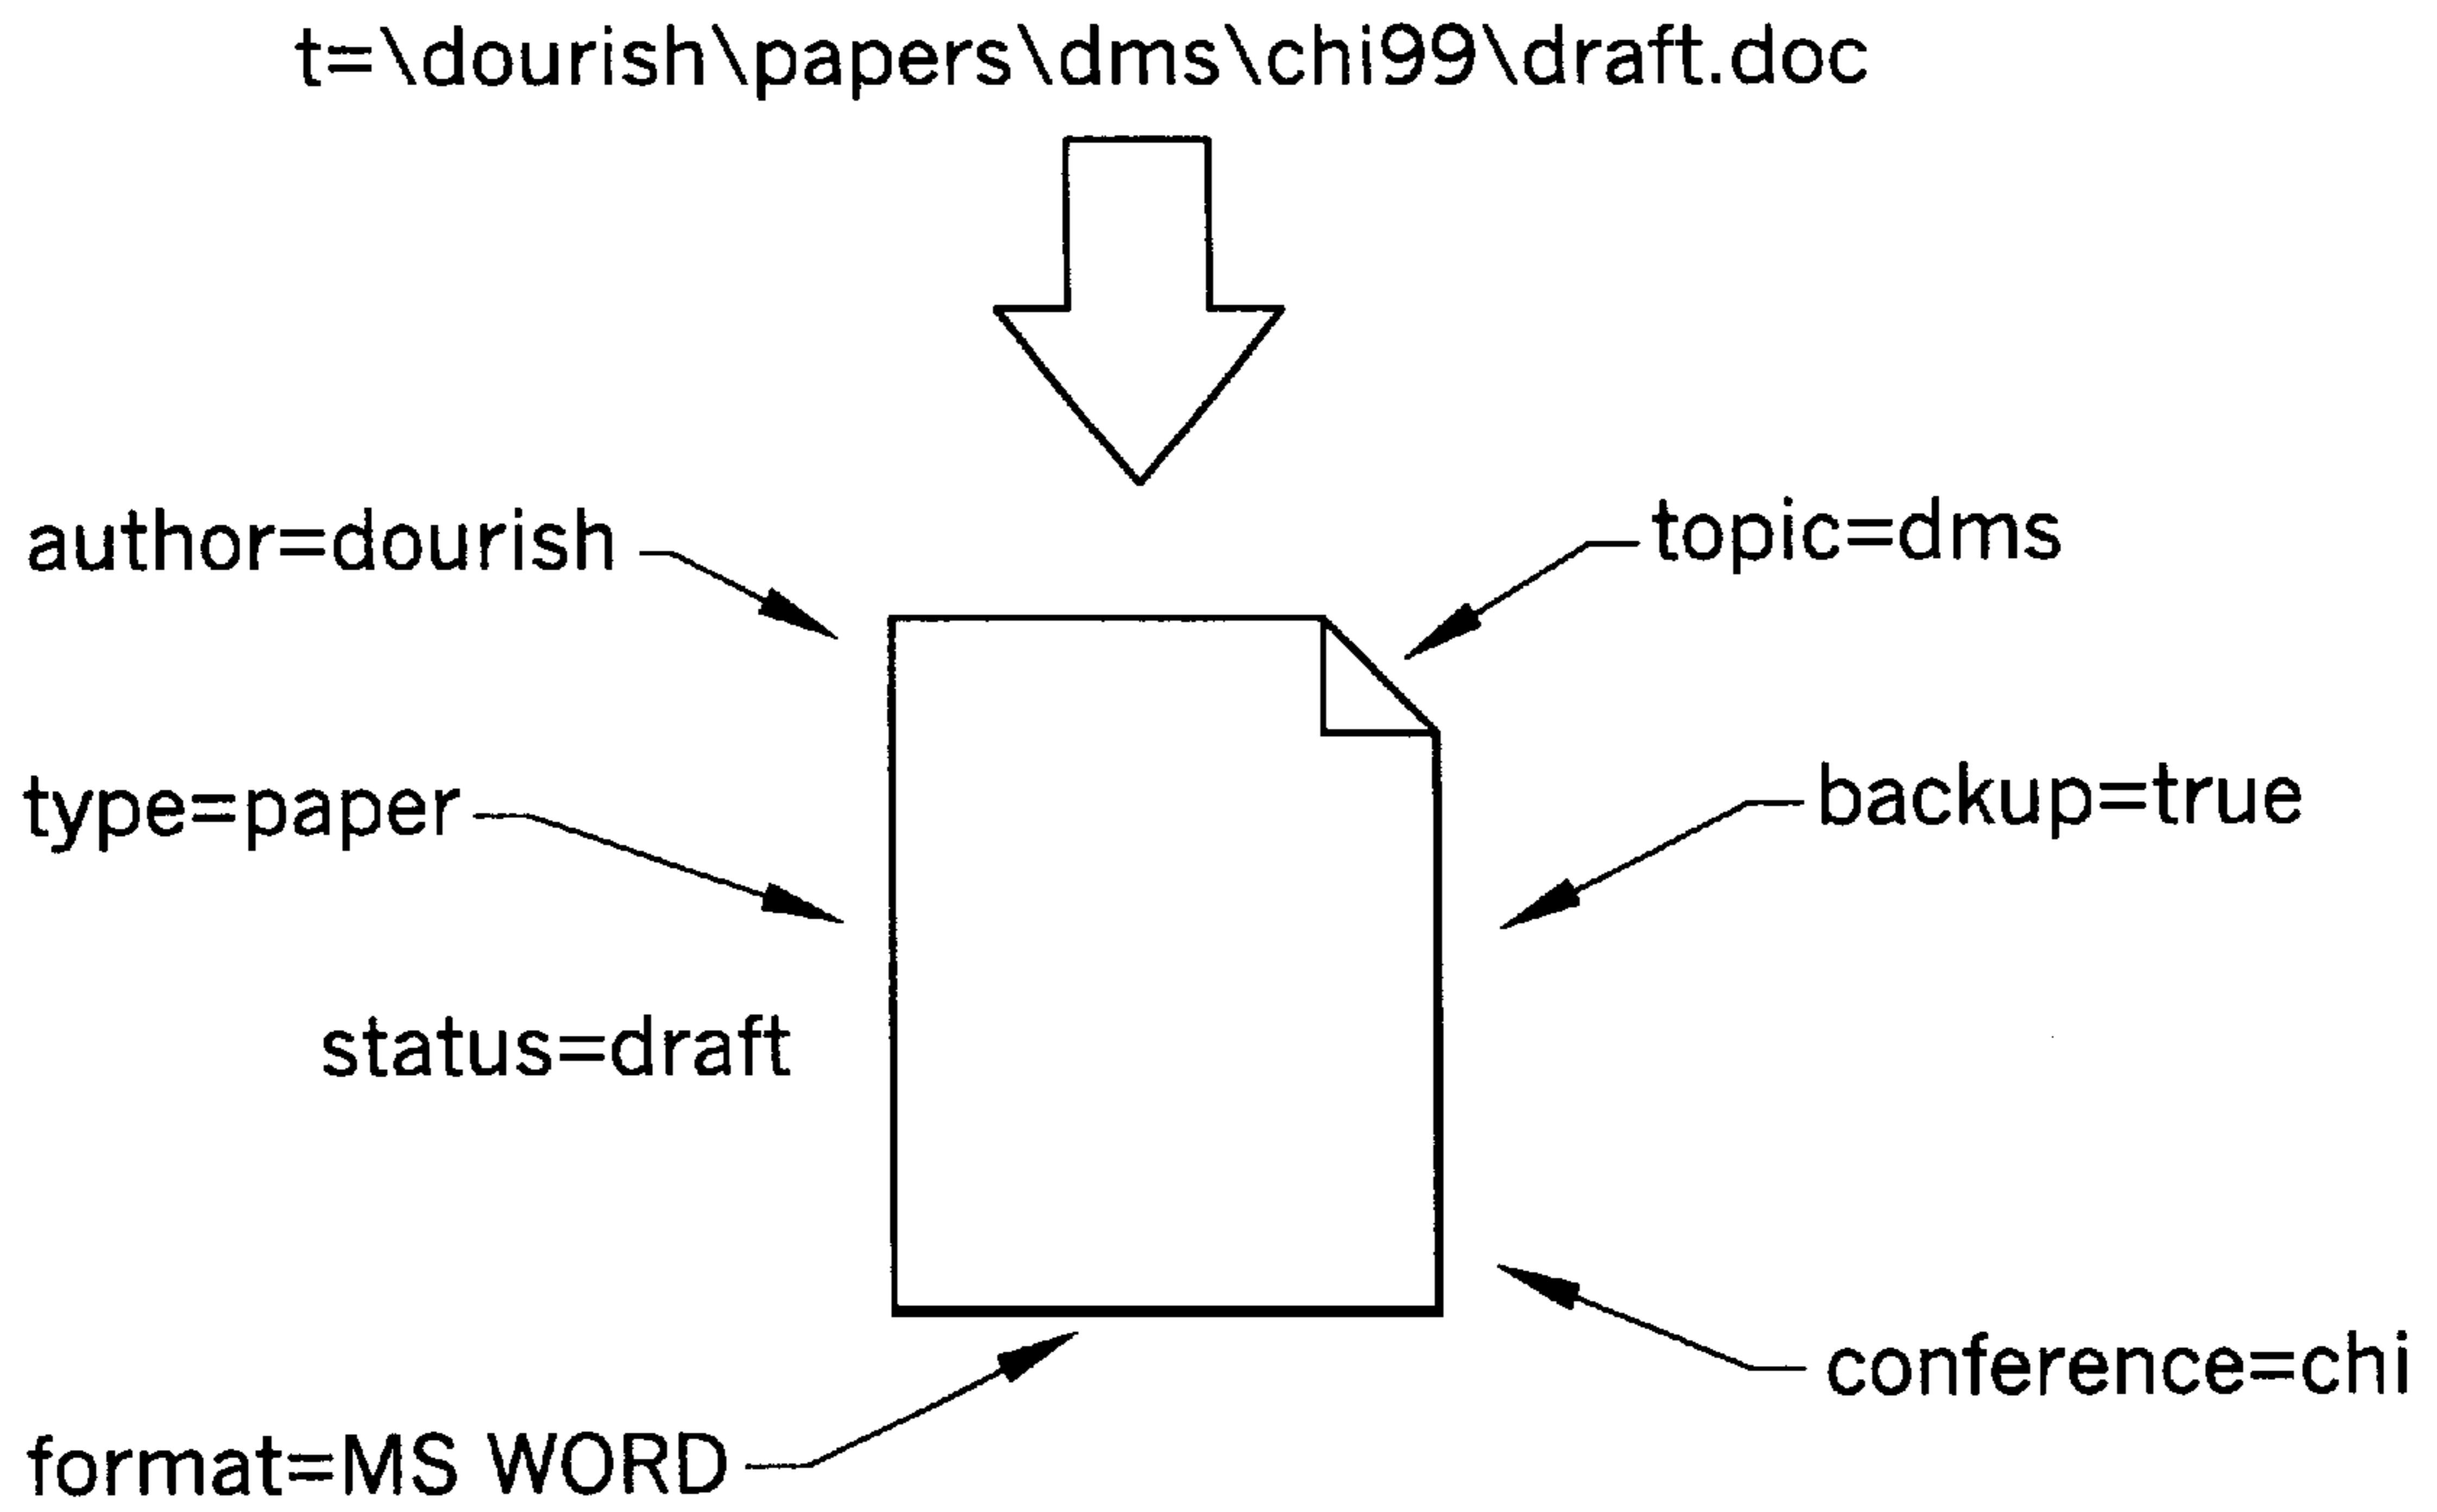 t=\dourish\papers\dms\chi99\draft.doc
author=dourish
topic=dms
type=paper
backup=true
status=draft
conference=chi
format=MS WORD